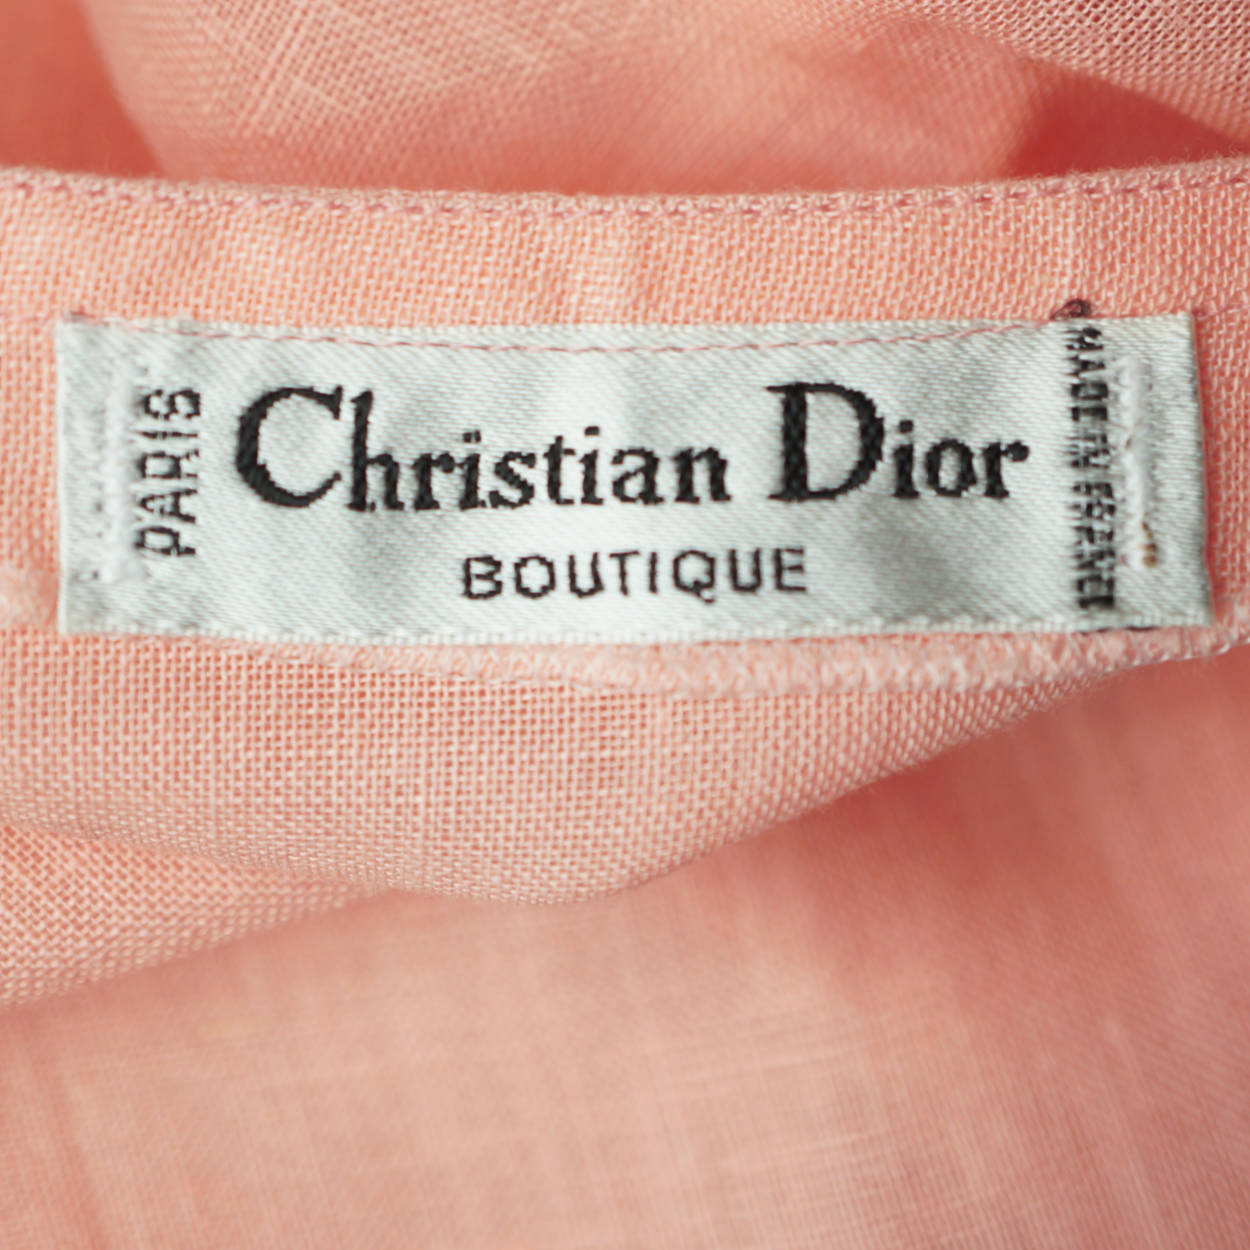 PARIS
Christian Dior
BOUTIQUE
MADE IN FRANCE